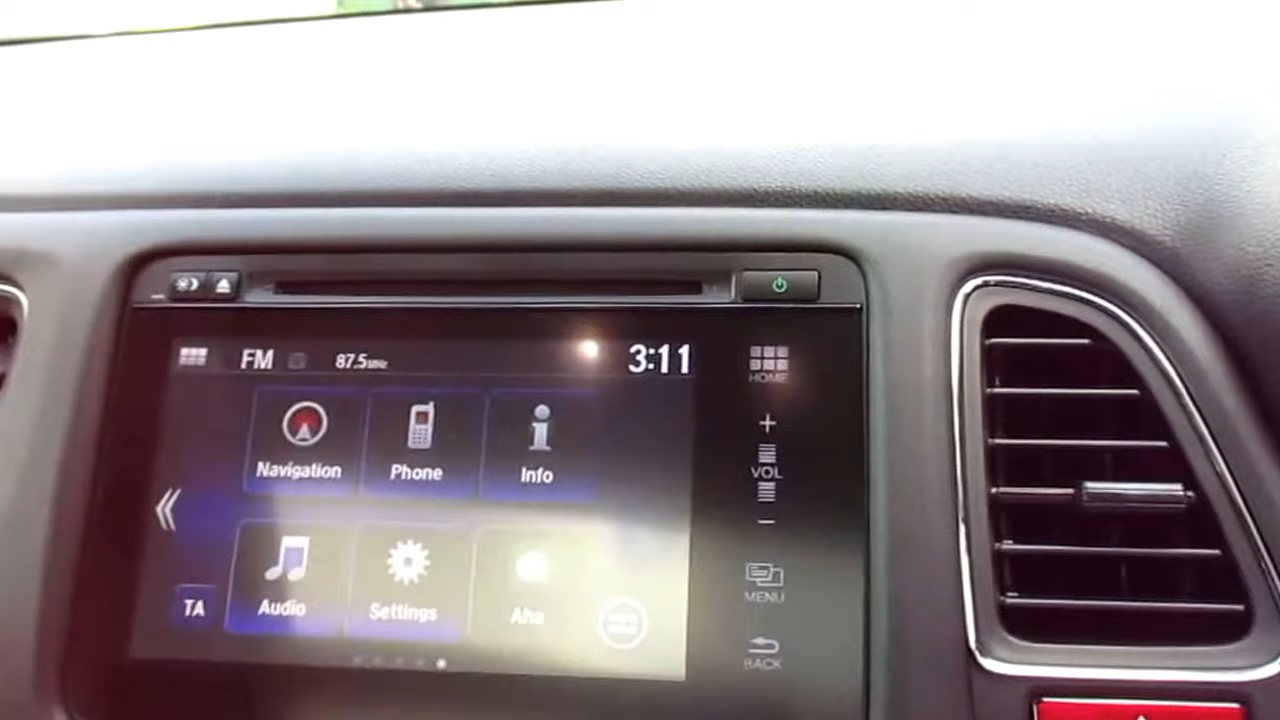 FM 87.5MHz 3:11
HOME
Navigation Phone Info
+
VOL
−
TA Audio Settings Aha
MENU
BACK